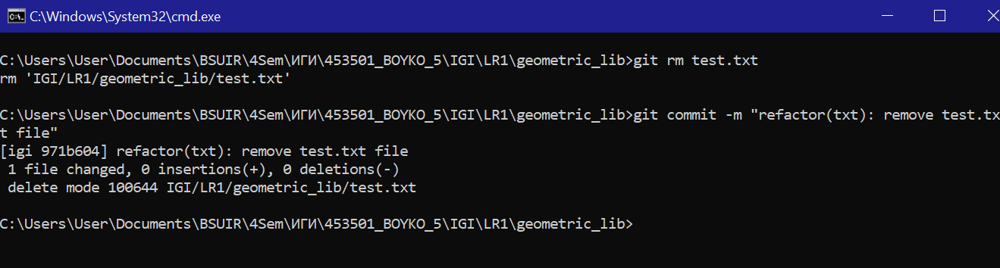 C:\Windows\System32\cmd.exe
C:\Users\User\Documents\BSUIR\4Sem\ИГИ\453501_BOYKO_5\IGI\LR1\geometric_lib>git rm test.txt
rm 'IGI/LR1/geometric_lib/test.txt'
C:\Users\User\Documents\BSUIR\4Sem\ИГИ\453501_BOYKO_5\IGI\LR1\geometric_lib>git commit -m "refactor(txt): remove test.tx
t file"
[igi 971b604] refactor(txt): remove test.txt file
 1 file changed, 0 insertions(+), 0 deletions(-)
 delete mode 100644 IGI/LR1/geometric_lib/test.txt
C:\Users\User\Documents\BSUIR\4Sem\ИГИ\453501_BOYKO_5\IGI\LR1\geometric_lib>